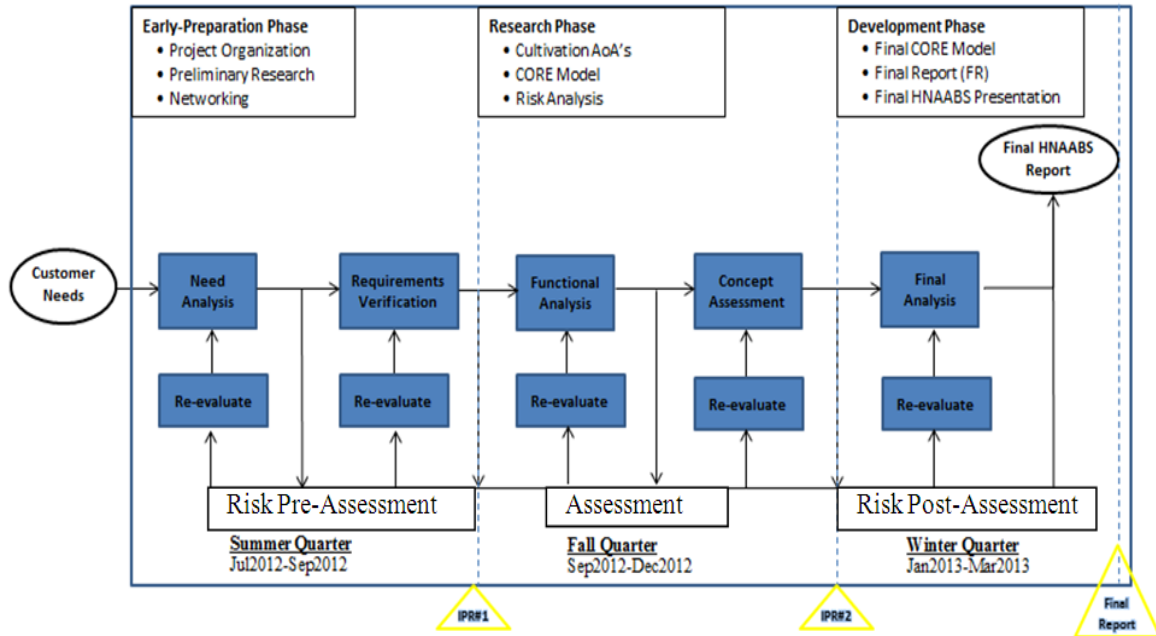 Early-Preparation Phase
• Project Organization
• Preliminary Research
• Networking
Research Phase
• Cultivation AoA's
• CORE Model
• Risk Analysis
Development Phase
• Final CORE Model
• Final Report (FR)
• Final HNAABS Presentation
Final HNAABS
Report
Customer
Needs
Need
Analysis
Requirements
Verification
Functional
Analysis
Concept
Assessment
Final
Analysis
Re-evaluate
Re-evaluate
Re-evaluate
Re-evaluate
Re-evaluate
Risk Pre-Assessment
Assessment
Risk Post-Assessment
Summer Quarter
Jul2012-Sep2012
Fall Quarter
Sep2012-Dec2012
Winter Quarter
Jan2013-Mar2013
IPR#1
IPR#2
Final
Report